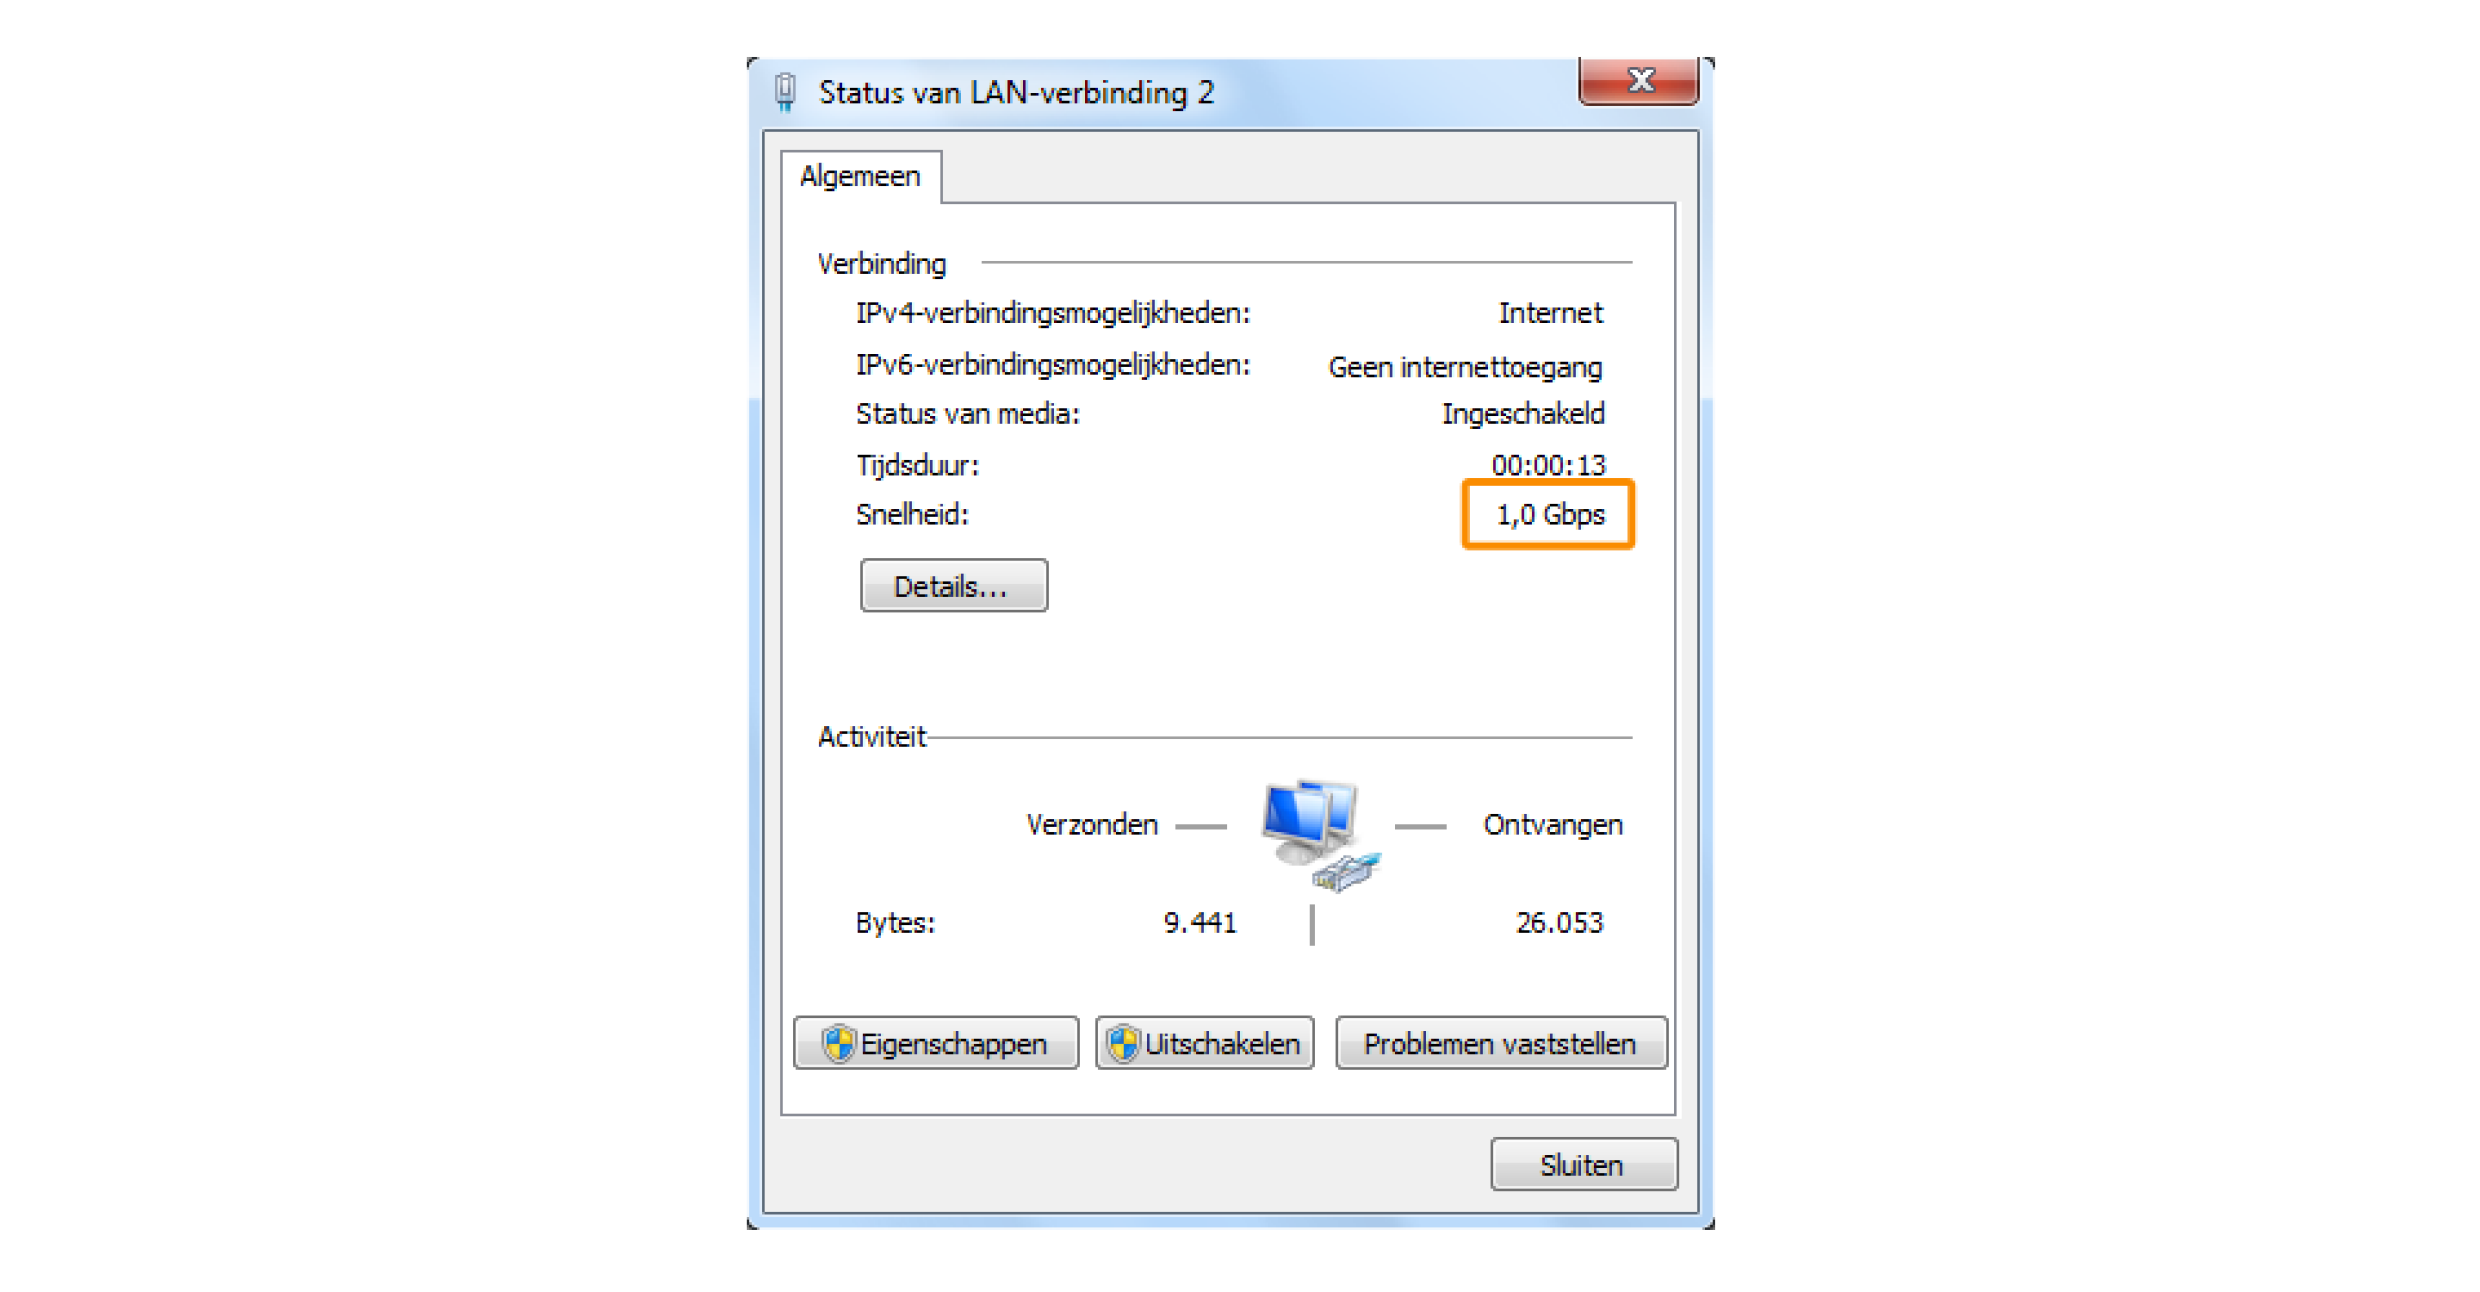 Status van LAN-verbinding 2
Algemeen
Verbinding
IPv4-verbindingsmogelijkheden: Internet
IPv6-verbindingsmogelijkheden: Geen internettoegang
Status van media: Ingeschakeld
Tijdsduur: 00:00:13
Snelheid: 1,0 Gbps
Details...
Activiteit
Verzonden Ontvangen
Bytes: 9.441 26.053
Eigenschappen Uitschakelen Problemen vaststellen
Sluiten